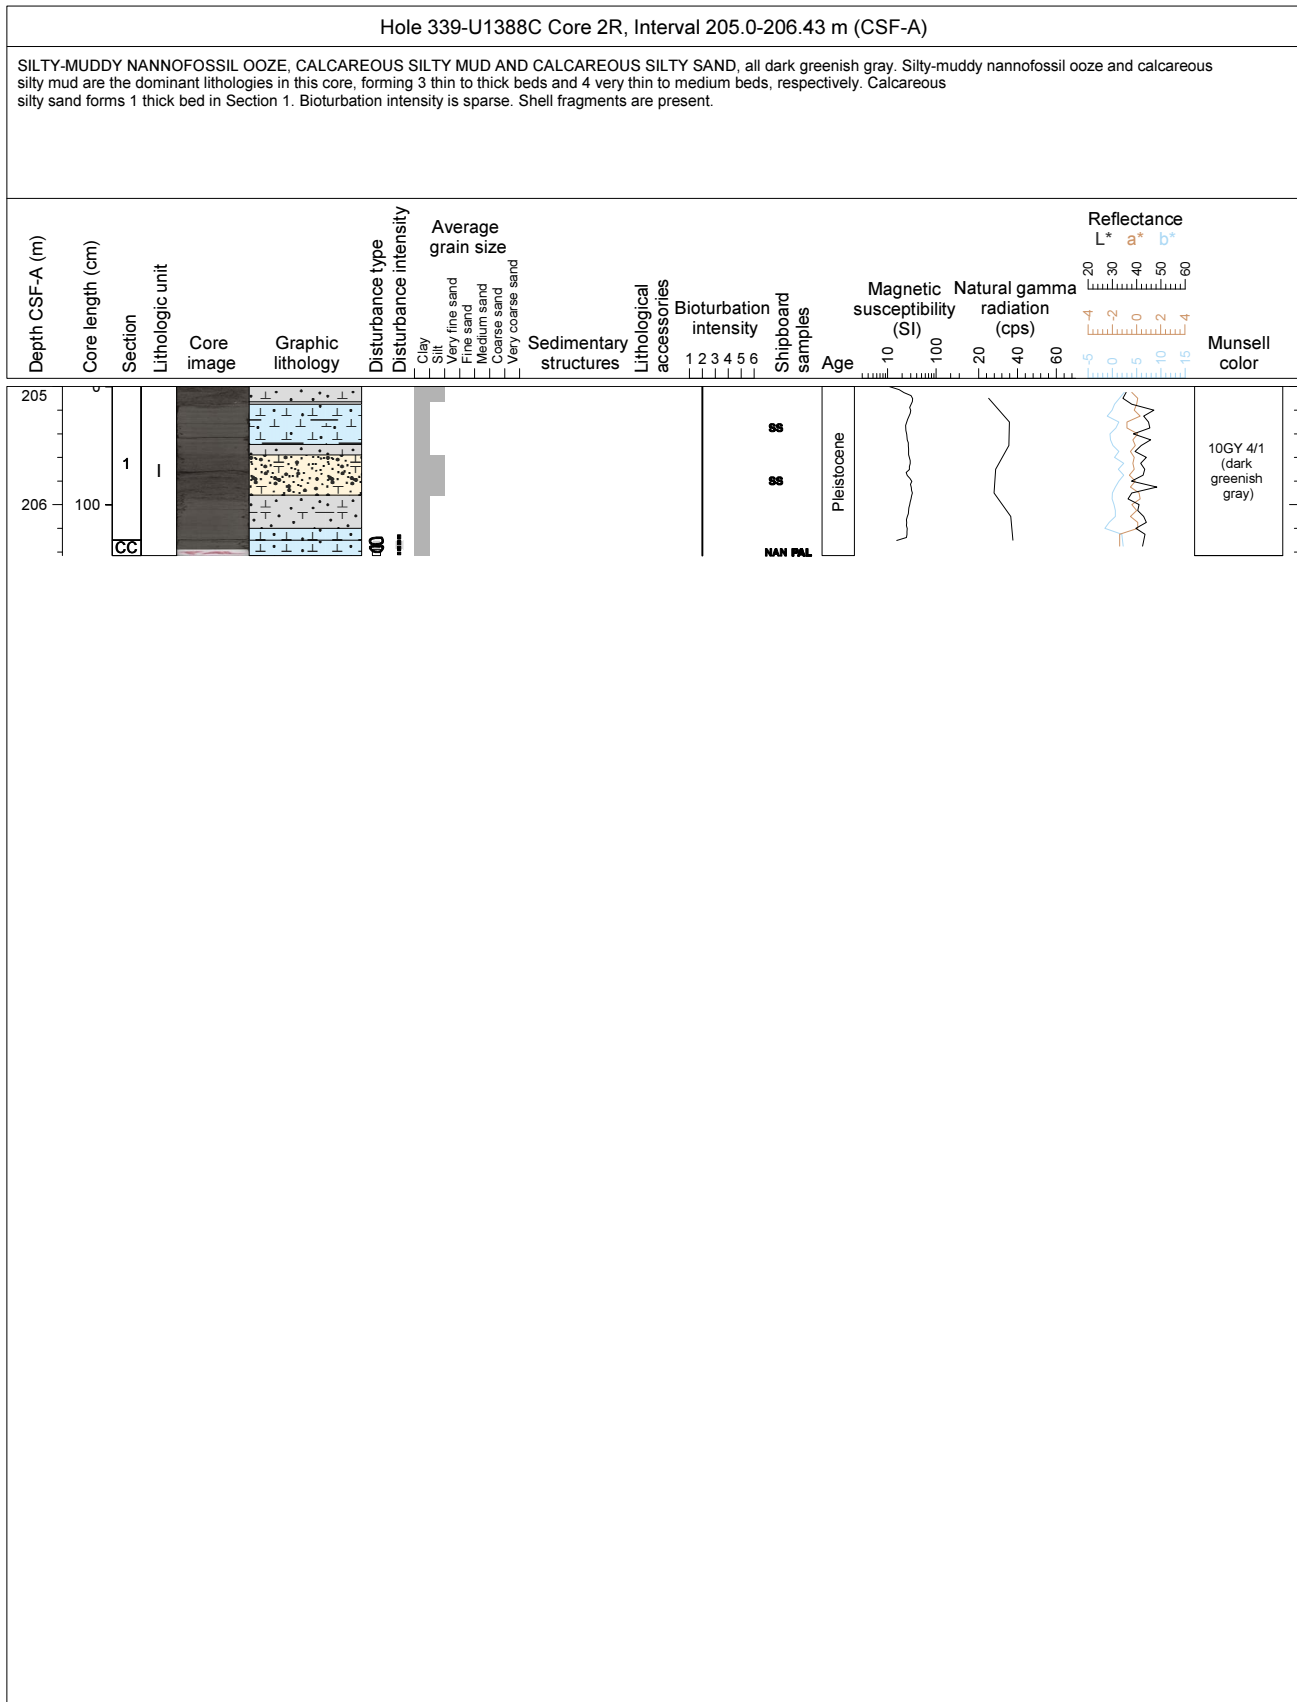 Hole 339-U1388C Core 2R, Interval 205.0-206.43 m (CSF-A)
SILTY-MUDDY NANNOFOSSIL OOZE, CALCAREOUS SILTY MUD AND CALCAREOUS SILTY SAND, all dark greenish gray. Silty-muddy nannofossil ooze and calcareous
silty mud are the dominant lithologies in this core, forming 3 thin to thick beds and 4 very thin to medium beds, respectively. Calcareous
silty sand forms 1 thick bed in Section 1. Bioturbation intensity is sparse. Shell fragments are present.
Depth CSF-A (m)
Core length (cm)
Section
Lithologic unit
Core
image
Graphic
lithology
Disturbance type
Disturbance intensity
Average
grain size
Clay
Silt
Very fine sand
Fine sand
Medium sand
Coarse sand
Very coarse sand
Sedimentary
structures
Lithological
accessories
Bioturbation
intensity
1 2 3 4 5 6
Shipboard
samples
Age
Magnetic
susceptibility
(SI)
10 100
Natural gamma
radiation
(cps)
20 40 60
Reflectance
L* a* b*
20 30 40 50 60
-4 -2 0 2 4
-5 0 5 10 15
Munsell
color
205
206
0
100
1
CC
I
SS
SS
NAN PAL
Pleistocene
10GY 4/1
(dark
greenish
gray)